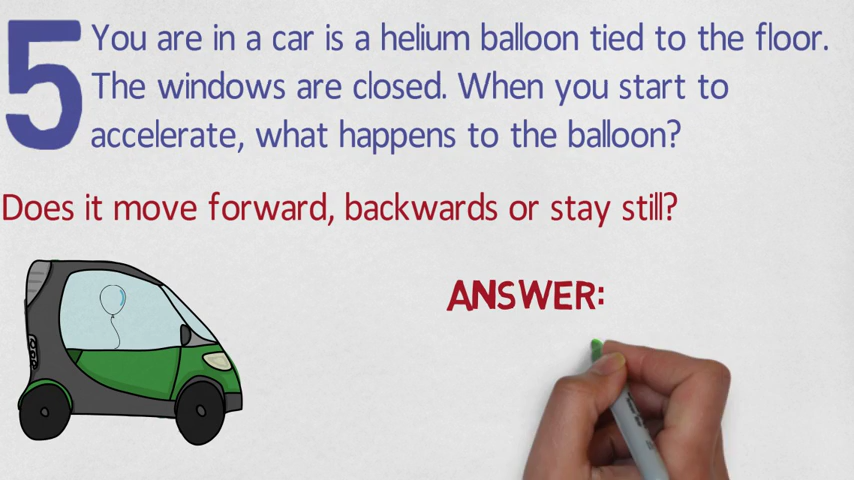 5 You are in a car is a helium balloon tied to the floor.
The windows are closed. When you start to
accelerate, what happens to the balloon?
Does it move forward, backwards or stay still?
ANSWER: